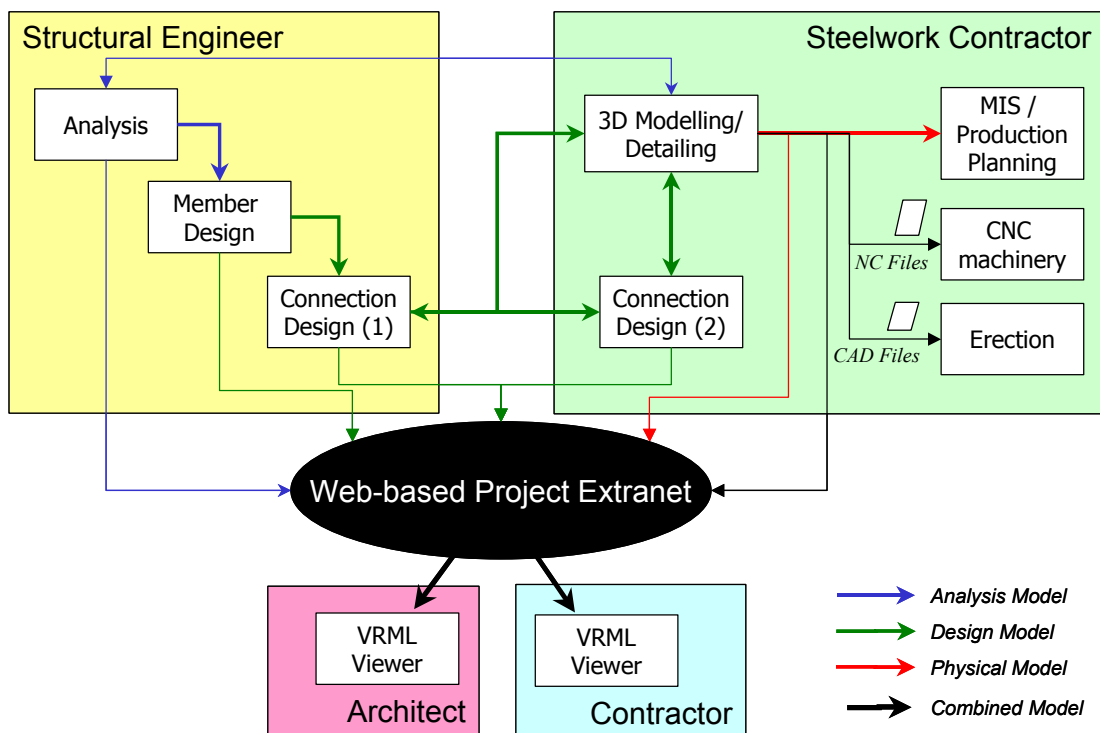 Structural Engineer
Analysis
Member
Design
Connection
Design (1)
Steelwork Contractor
3D Modelling/
Detailing
Connection
Design (2)
MIS /
Production
Planning
NC Files
CNC
machinery
CAD Files
Erection
Web-based Project Extranet
VRML
Viewer
Architect
VRML
Viewer
Contractor
Analysis Model
Design Model
Physical Model
Combined Model